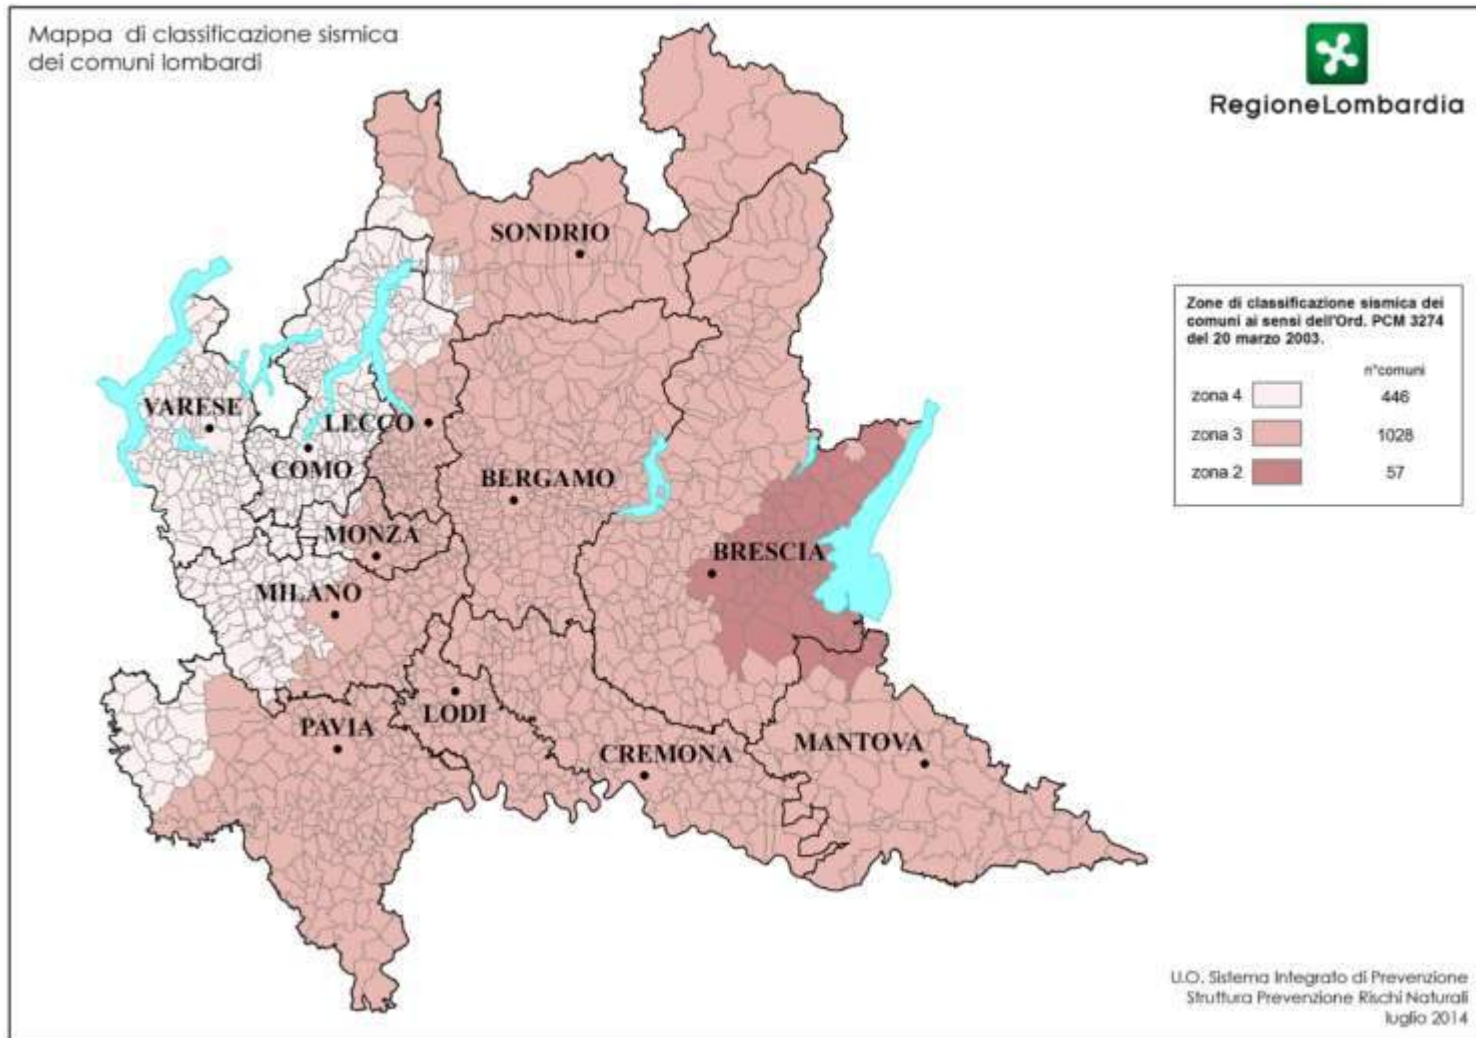 Mappa di classificazione sismica
dei comuni lombardi
RegioneLombardia
SONDRIO
VARESE
LECCO
COMO
BERGAMO
MONZA
BRESCIA
MILANO
PAVIA
LODI
CREMONA
MANTOVA
Zone di classificazione sismica dei
comuni ai sensi dell'Ord. PCM 3274
del 20 marzo 2003.
n°comuni
zona 4 446
zona 3 1028
zona 2 57
U.O. Sistema Integrato di Prevenzione
Struttura Prevenzione Rischi Naturali
luglio 2014